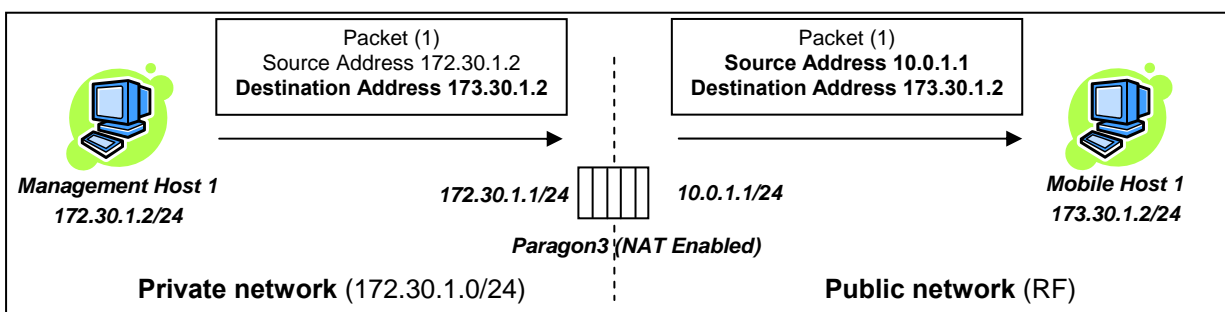 Packet (1)
Source Address 172.30.1.2
Destination Address 173.30.1.2
Packet (1)
Source Address 10.0.1.1
Destination Address 173.30.1.2
Management Host 1
172.30.1.2/24
172.30.1.1/24
10.0.1.1/24
Mobile Host 1
173.30.1.2/24
Paragon3 (NAT Enabled)
Private network (172.30.1.0/24)
Public network (RF)